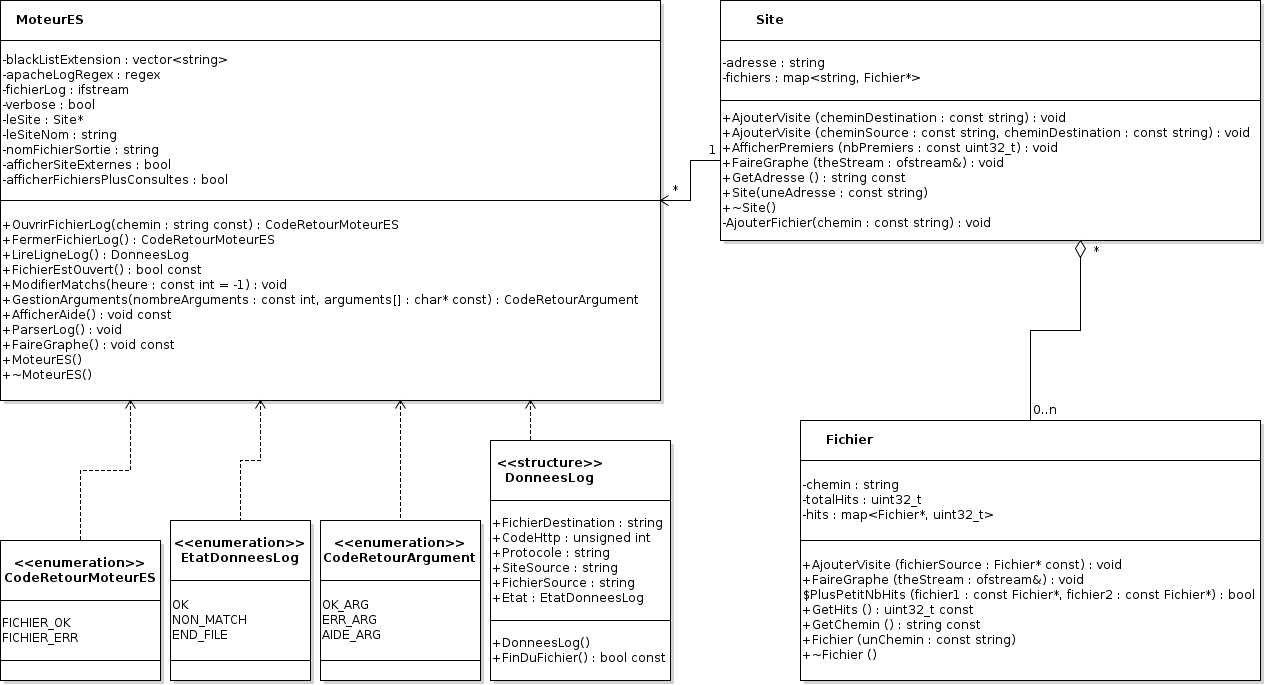 MoteurES
-blackListExtension : vector<string>
-apacheLogRegex : regex
-fichierLog : ifstream
-verbose : bool
-leSite : Site*
-leSiteNom : string
-nomFichierSortie : string
-afficherSiteExternes : bool
-afficherFichiersPlusConsultes : bool
+OuvrirFichierLog(chemin : string const) : CodeRetourMoteurES
+FermerFichierLog() : CodeRetourMoteurES
+LireLigneLog() : DonneesLog
+FichierEstOuvert() : bool const
+ModifierMatchs(heure : const int = -1) : void
+GestionArguments(nombreArguments : const int, arguments[] : char* const) : CodeRetourArgument
+AfficherAide() : void const
+ParserLog() : void
+FaireGraphe() : void const
+MoteurES()
+~MoteurES()
Site
-adresse : string
-fichiers : map<string, Fichier*>
+AjouterVisite (cheminDestination : const string) : void
+AjouterVisite (cheminSource : const string, cheminDestination : const string) : void
+AfficherPremiers (nbPremiers : const uint32_t) : void
+FaireGraphe (theStream : ofstream&) : void
+GetAdresse () : string const
+Site(uneAdresse : const string)
+~Site()
-AjouterFichier(chemin : const string) : void
1
*
*
0..n
<<enumeration>>
CodeRetourMoteurES
FICHIER_OK
FICHIER_ERR
<<enumeration>>
EtatDonneesLog
OK
NON_MATCH
END_FILE
<<enumeration>>
CodeRetourArgument
OK_ARG
ERR_ARG
AIDE_ARG
<<structure>>
DonneesLog
+FichierDestination : string
+CodeHttp : unsigned int
+Protocole : string
+SiteSource : string
+FichierSource : string
+Etat : EtatDonneesLog
+DonneesLog()
+FinDuFichier() : bool const
Fichier
-chemin : string
-totalHits : uint32_t
-hits : map<Fichier*, uint32_t>
+AjouterVisite (fichierSource : Fichier* const) : void
+FaireGraphe (theStream : ofstream&) : void
$PlusPetitNbHits (fichier1 : const Fichier*, fichier2 : const Fichier*) : bool
+GetHits () : uint32_t const
+GetChemin () : string const
+Fichier (unChemin : const string)
+~Fichier ()